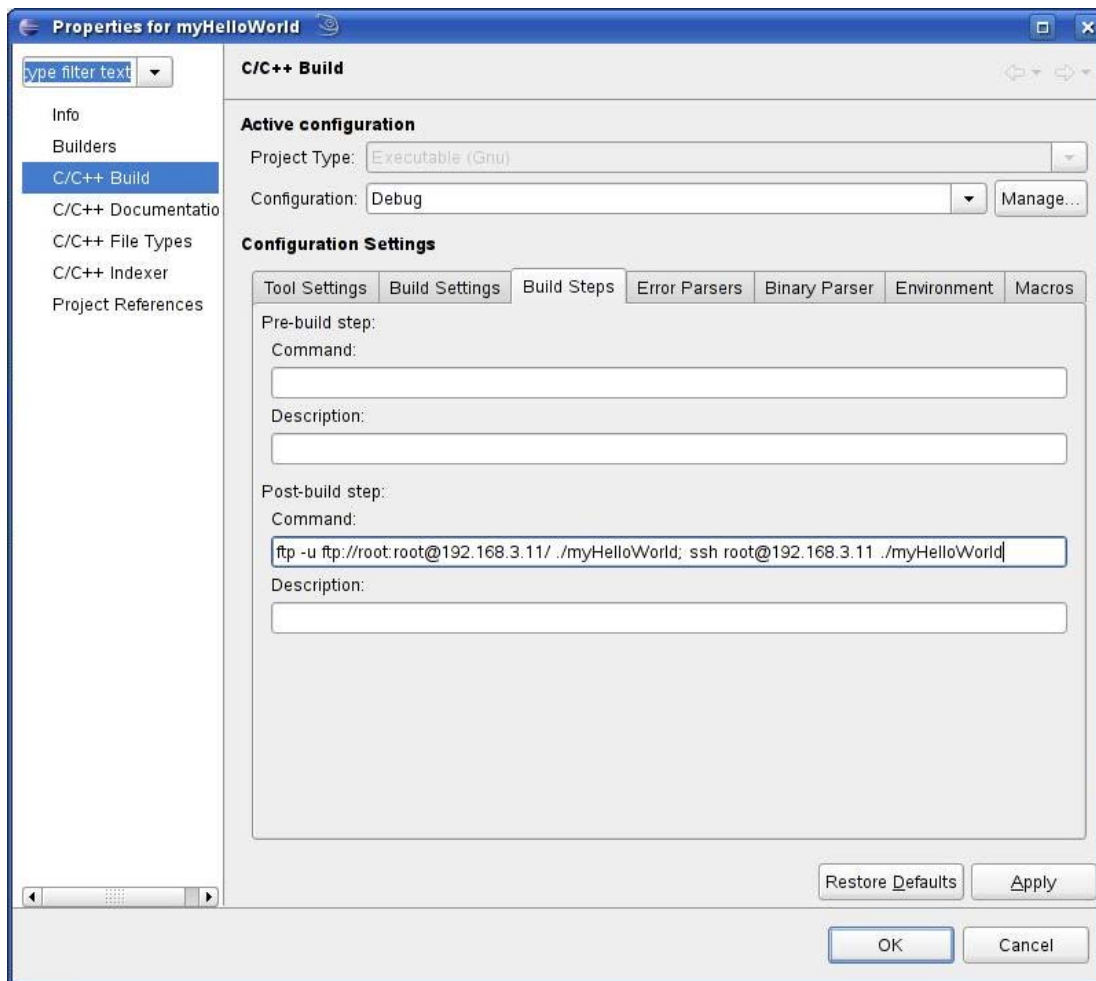 Properties for myHelloWorld
type filter text
Info
Builders
C/C++ Build
C/C++ Documentatio
C/C++ File Types
C/C++ Indexer
Project References
C/C++ Build
Active configuration
Project Type: Executable (Gnu)
Configuration: Debug Manage...
Configuration Settings
Tool Settings Build Settings Build Steps Error Parsers Binary Parser Environment Macros
Pre-build step:
Command:
Description:
Post-build step:
Command:
ftp -u ftp://root:root@192.168.3.11/ ./myHelloWorld; ssh root@192.168.3.11 ./myHelloWorld
Description:
Restore Defaults Apply
OK Cancel